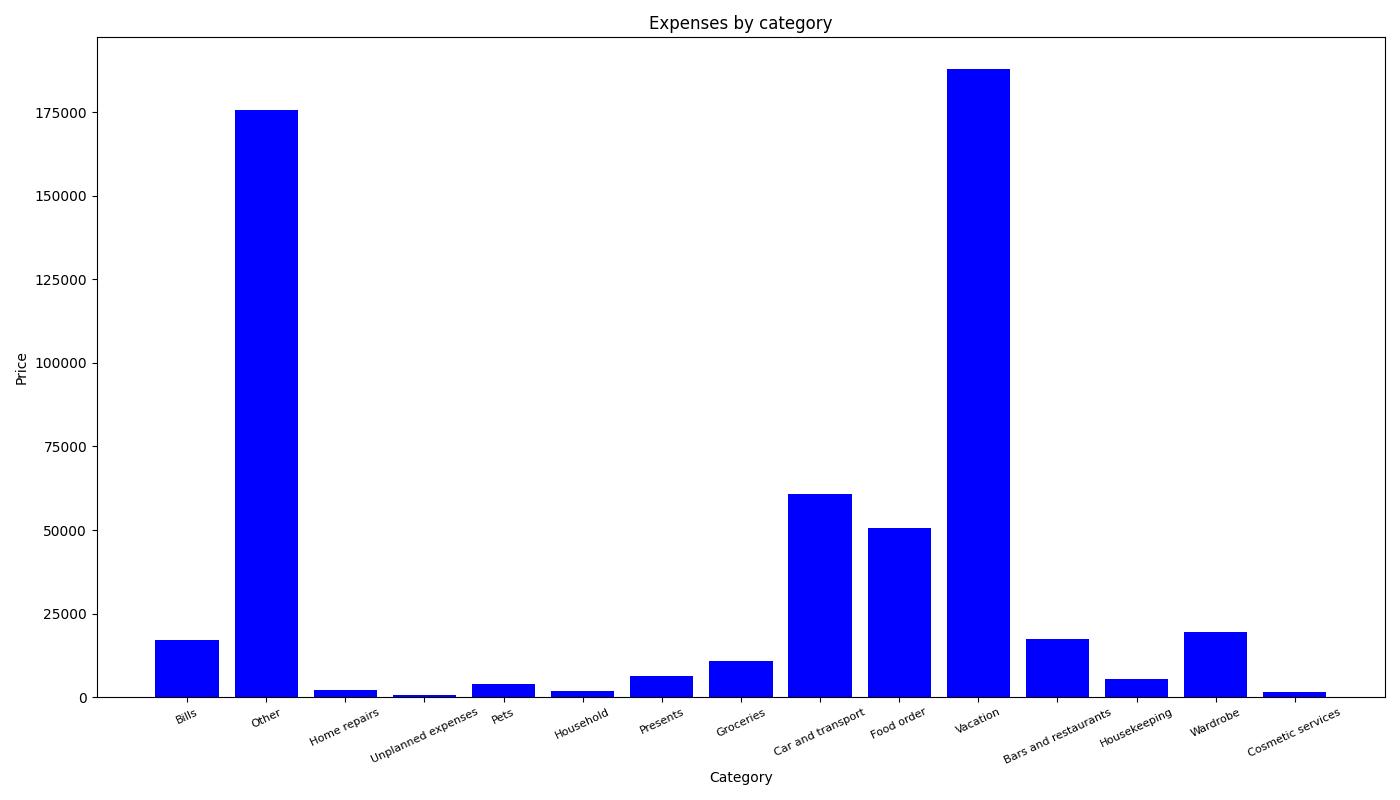 Expenses by category
Price
175000
150000
125000
100000
75000
50000
25000
0
Bills
Other
Home repairs
Unplanned expenses
Pets
Household
Presents
Groceries
Car and transport
Food order
Vacation
Bars and restaurants
Housekeeping
Wardrobe
Cosmetic services
Category